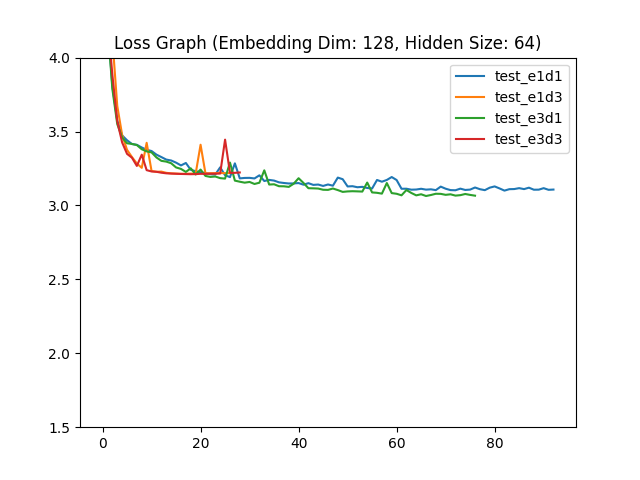 Loss Graph (Embedding Dim: 128, Hidden Size: 64)
4.0
3.5
3.0
2.5
2.0
1.5
0
20
40
60
80
test_e1d1
test_e1d3
test_e3d1
test_e3d3